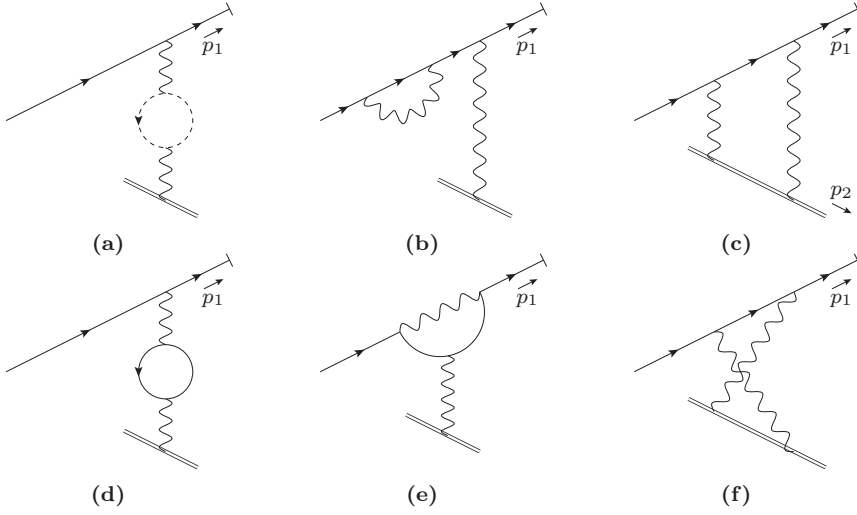 p₁ p₁ p₁
p₂
(a) (b) (c)
p₁ p₁ p₁
(d) (e) (f)